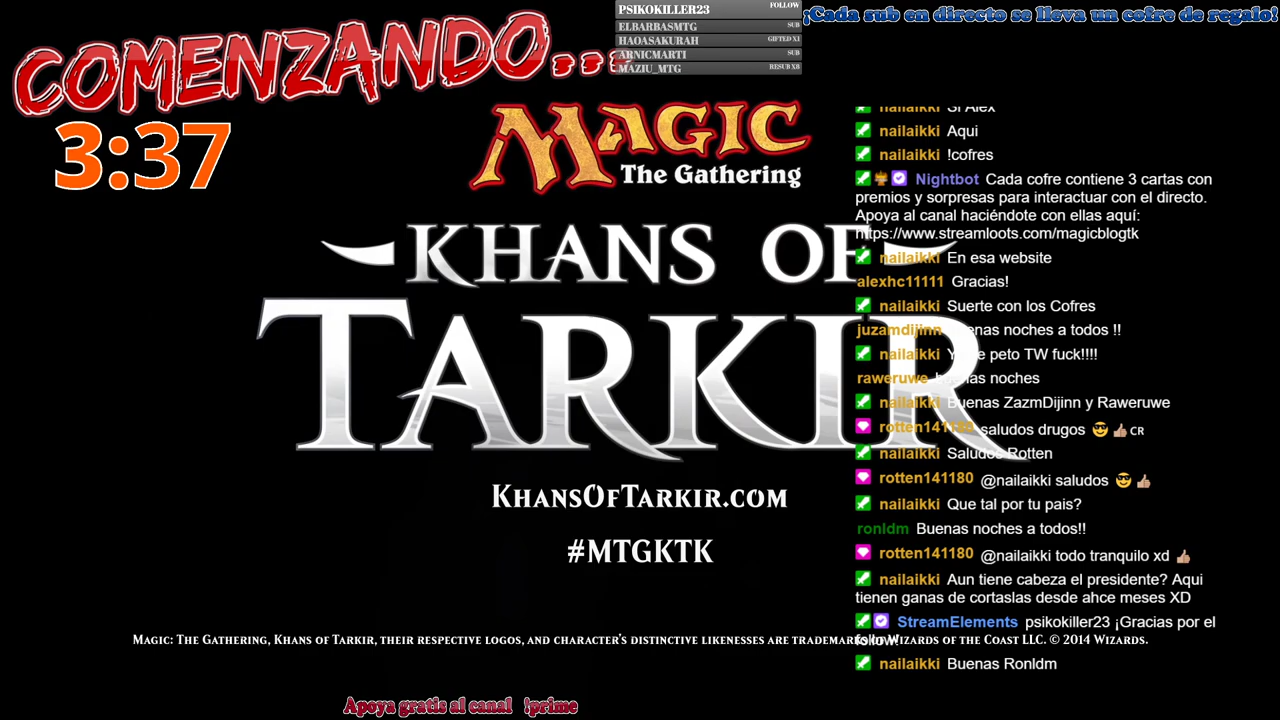 COMENZANDO...
3:37
PSIKOKILLER23 FOLLOW
ELBARBASMTG SUB
HAOASAKURAH GIFTED X1
ARNICMARTI SUB
MAZIU_MTG RESUB X8
¡Cada sub en directo se lleva un cofre de regalo!
MAGIC
The Gathering
KHANS OF
TARKIR
KHANSOFTARKIR.COM
#MTGKTK
MAGIC: THE GATHERING, KHANS OF TARKIR, THEIR RESPECTIVE LOGOS, AND CHARACTER'S DISTINCTIVE LIKENESSES ARE TRADEMARKS OF WIZARDS OF THE COAST LLC. © 2014 WIZARDS.
nailaikki Si Alex
nailaikki Aqui
nailaikki !cofres
Nightbot Cada cofre contiene 3 cartas con
premios y sorpresas para interactuar con el directo.
Apoya al canal haciéndote con ellas aquí:
https://www.streamloots.com/magicblogtk
nailaikki En esa website
alexhc11111 Gracias!
nailaikki Suerte con los Cofres
juzamdijinn buenas noches a todos !!
nailaikki peto TW fuck!!!!
raweruwe buenas noches
nailaikki Buenas ZazmDijinn y Raweruwe
rotten141180 saludos drugos 😎👍🏽🇨🇷
nailaikki Saludos Rotten
rotten141180 @nailaikki saludos 😎👍🏽
nailaikki Que tal por tu pais?
ronldm Buenas noches a todos!!
rotten141180 @nailaikki todo tranquilo xd 👍🏽
nailaikki Aun tiene cabeza el presidente? Aqui
tienen ganas de cortaslas desde ahce meses XD
StreamElements psikokiller23 ¡Gracias por el
follow!
nailaikki Buenas Ronldm
Apoya gratis al canal !prime